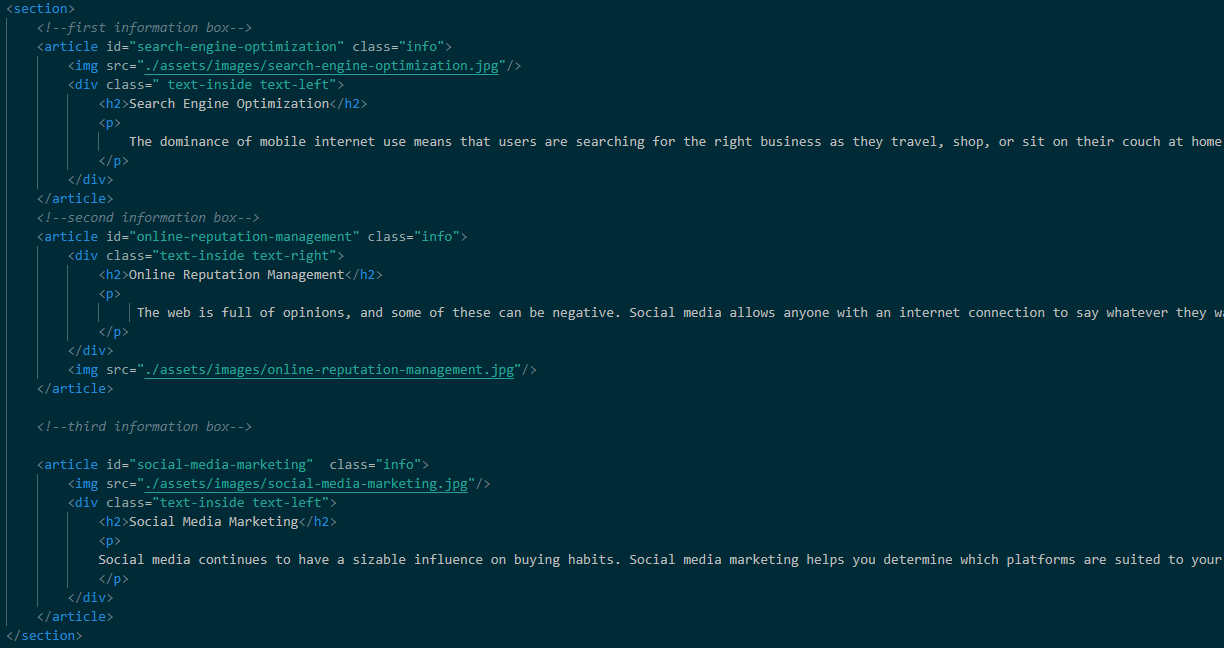 <section>
    <!--first information box-->
    <article id="search-engine-optimization" class="info">
        <img src="./assets/images/search-engine-optimization.jpg"/>
        <div class=" text-inside text-left">
            <h2>Search Engine Optimization</h2>
            <p>
                The dominance of mobile internet use means that users are searching for the right business as they travel, shop, or sit on their couch at home
            </p>
        </div>
    </article>
    <!--second information box-->
    <article id="online-reputation-management" class="info">
        <div class="text-inside text-right">
            <h2>Online Reputation Management</h2>
            <p>
                 The web is full of opinions, and some of these can be negative. Social media allows anyone with an internet connection to say whatever they
            </p>
        </div>
        <img src="./assets/images/online-reputation-management.jpg"/>
    </article>

    <!--third information box-->

    <article id="social-media-marketing"  class="info">
        <img src="./assets/images/social-media-marketing.jpg"/>
        <div class="text-inside text-left">
            <h2>Social Media Marketing</h2>
            <p>
            Social media continues to have a sizable influence on buying habits. Social media marketing helps you determine which platforms are suited to your
            </p>
        </div>
    </article>
</section>